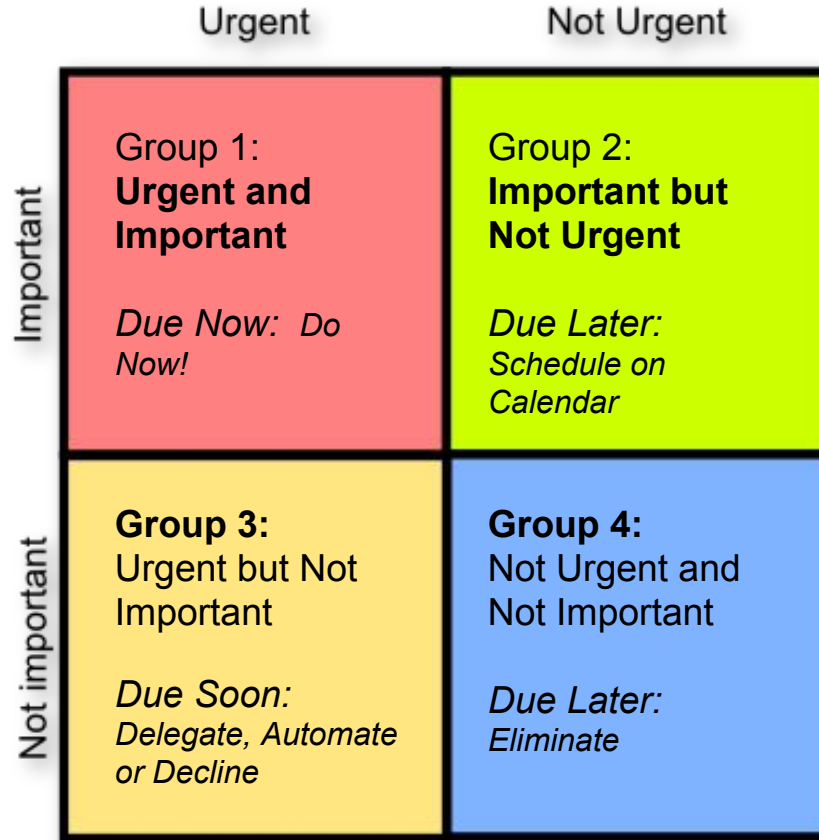 Urgent
Not Urgent
Important
Group 1:
Urgent and
Important
Due Now: Do
Now!
Group 2:
Important but
Not Urgent
Due Later:
Schedule on
Calendar
Not important
Group 3:
Urgent but Not
Important
Due Soon:
Delegate, Automate
or Decline
Group 4:
Not Urgent and
Not Important
Due Later:
Eliminate